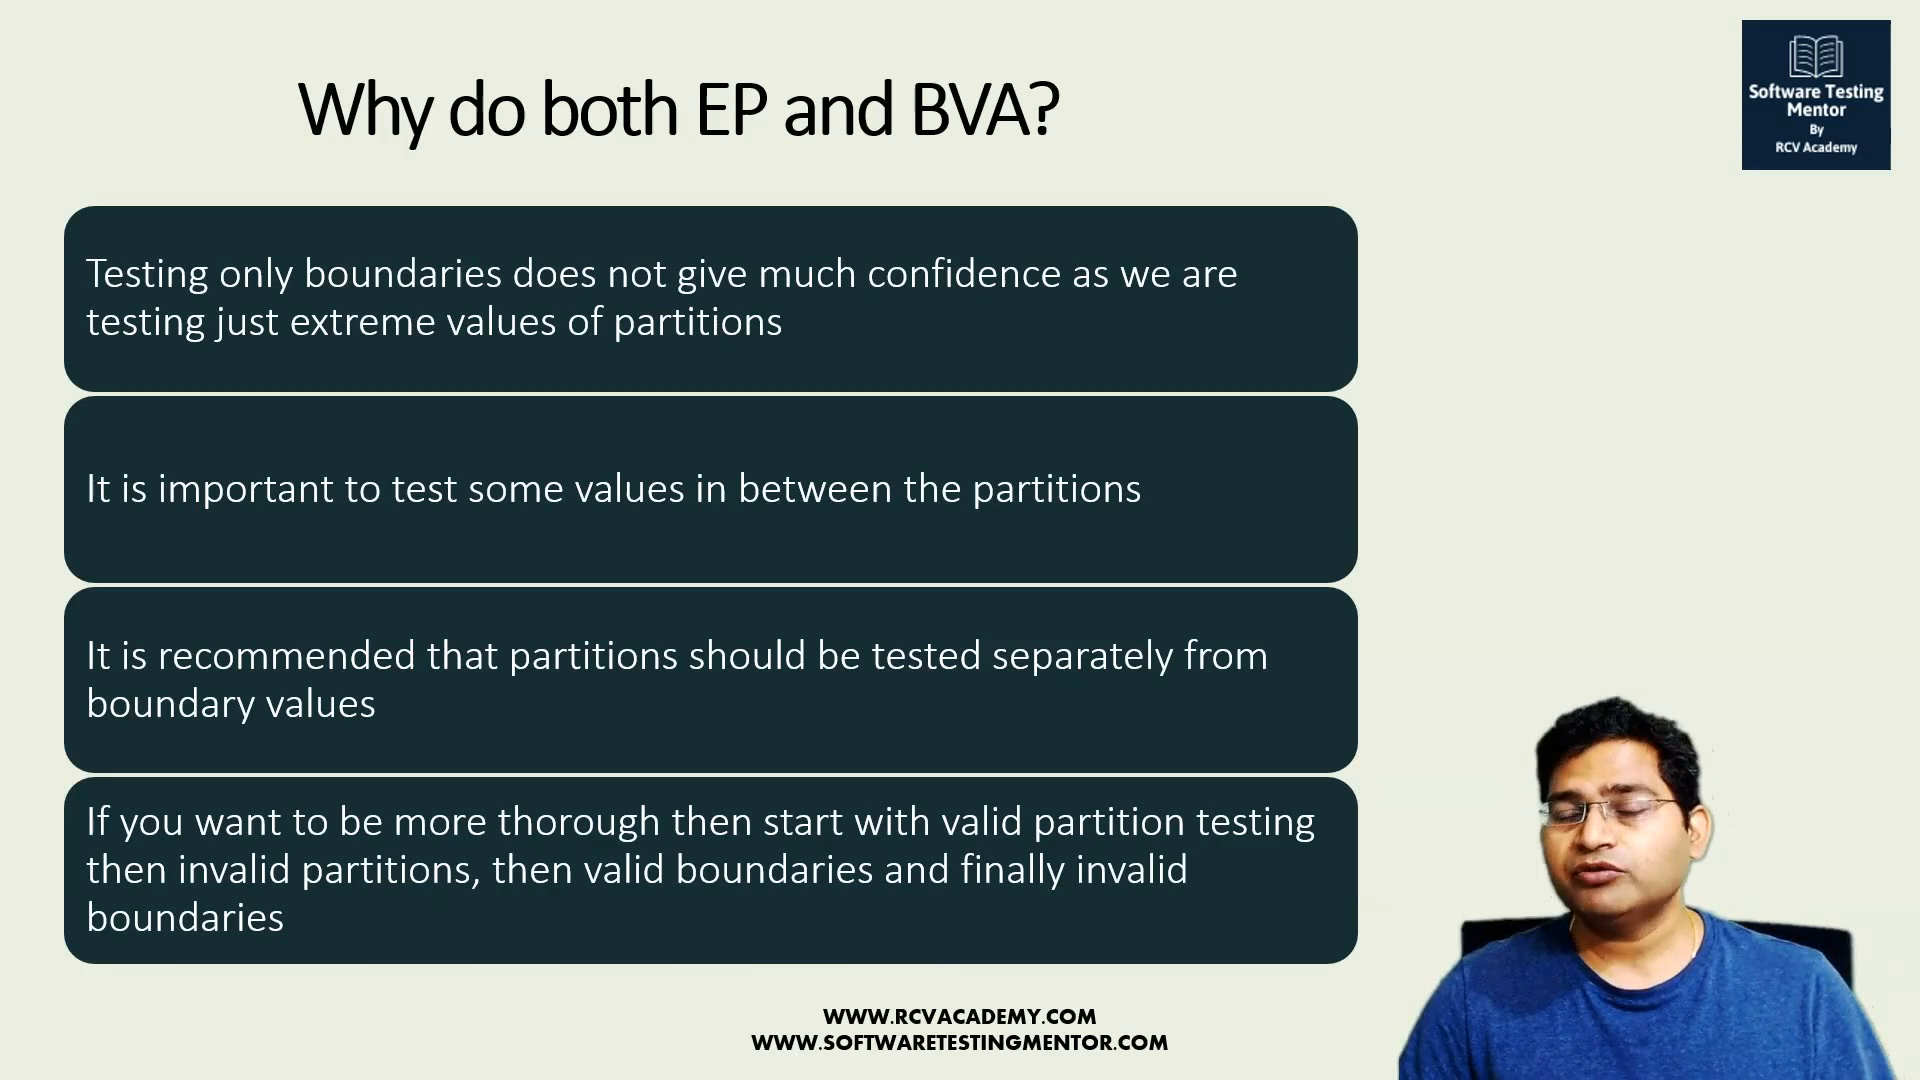 Why do both EP and BVA?
Software Testing
Mentor
By
RCV Academy
Testing only boundaries does not give much confidence as we are
testing just extreme values of partitions
It is important to test some values in between the partitions
It is recommended that partitions should be tested separately from
boundary values
If you want to be more thorough then start with valid partition testing
then invalid partitions, then valid boundaries and finally invalid
boundaries
WWW.RCVACADEMY.COM
WWW.SOFTWARETESTINGMENTOR.COM